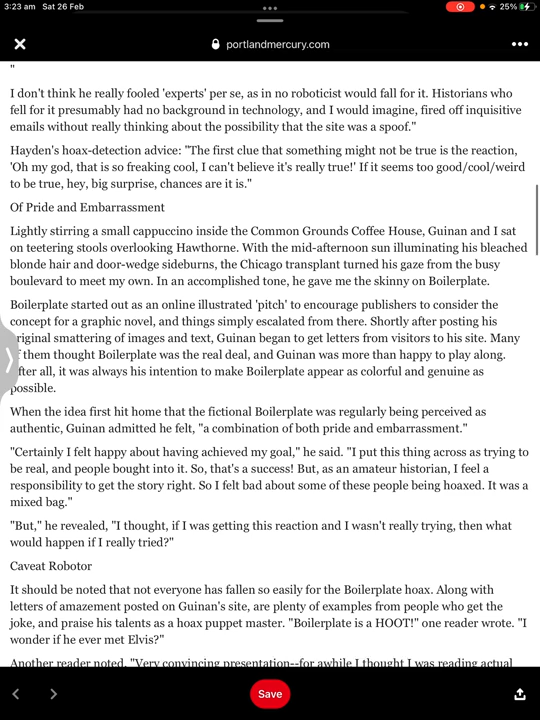 3:23 am Sat 26 Feb
25%
portlandmercury.com
"
I don't think he really fooled 'experts' per se, as in no roboticist would fall for it. Historians who
fell for it presumably had no background in technology, and I would imagine, fired off inquisitive
emails without really thinking about the possibility that the site was a spoof."
Hayden's hoax-detection advice: "The first clue that something might not be true is the reaction,
'Oh my god, that is so freaking cool, I can't believe it's really true!' If it seems too good/cool/weird
to be true, hey, big surprise, chances are it is."
Of Pride and Embarrassment
Lightly stirring a small cappuccino inside the Common Grounds Coffee House, Guinan and I sat
on teetering stools overlooking Hawthorne. With the mid-afternoon sun illuminating his bleached
blonde hair and door-wedge sideburns, the Chicago transplant turned his gaze from the busy
boulevard to meet my own. In an accomplished tone, he gave me the skinny on Boilerplate.
Boilerplate started out as an online illustrated 'pitch' to encourage publishers to consider the
concept for a graphic novel, and things simply escalated from there. Shortly after posting his
original smattering of images and text, Guinan began to get letters from visitors to his site. Many
of them thought Boilerplate was the real deal, and Guinan was more than happy to play along.
After all, it was always his intention to make Boilerplate appear as colorful and genuine as
possible.
When the idea first hit home that the fictional Boilerplate was regularly being perceived as
authentic, Guinan admitted he felt, "a combination of both pride and embarrassment."
"Certainly I felt happy about having achieved my goal," he said. "I put this thing across as trying to
be real, and people bought into it. So, that's a success! But, as an amateur historian, I feel a
responsibility to get the story right. So I felt bad about some of these people being hoaxed. It was a
mixed bag."
"But," he revealed, "I thought, if I was getting this reaction and I wasn't really trying, then what
would happen if I really tried?"
Caveat Robotor
It should be noted that not everyone has fallen so easily for the Boilerplate hoax. Along with
letters of amazement posted on Guinan's site, are plenty of examples from people who get the
joke, and praise his talents as a hoax puppet master. "Boilerplate is a HOOT!" one reader wrote. "I
wonder if he ever met Elvis?"
Another reader noted, "Very convincing presentation--for awhile I thought I was reading actual
Save